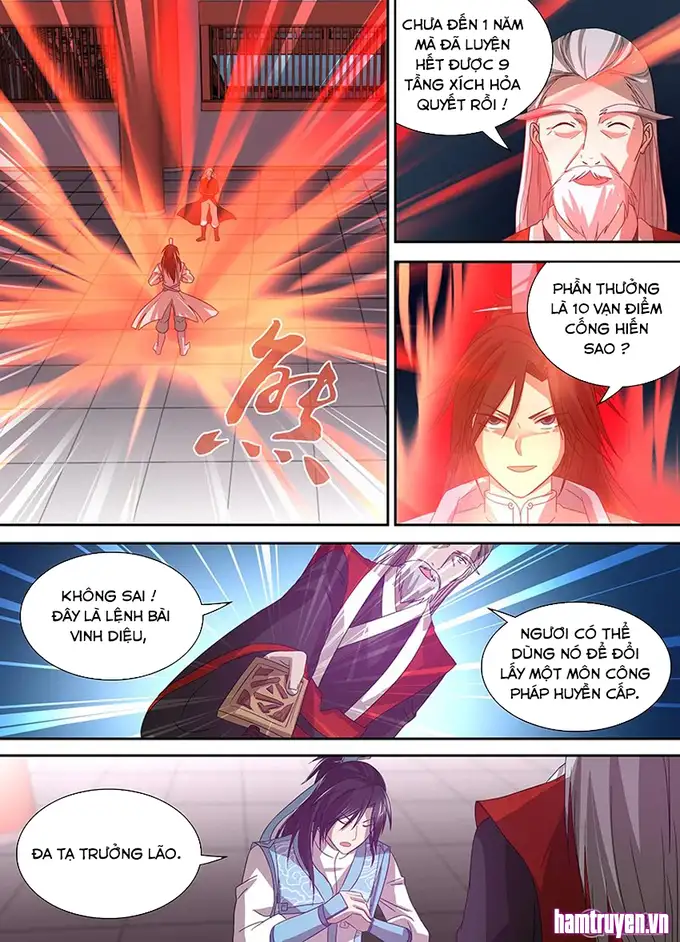 CHƯA ĐẾN 1 NĂM
MÀ ĐÃ LUYỆN
HẾT ĐƯỢC 9
TẦNG XÍCH HỎA
QUYẾT RỒI !
PHẦN THƯỞNG
LÀ 10 VẠN ĐIỂM
CỐNG HIẾN
SAO ?
KHÔNG SAI !
ĐÂY LÀ LỆNH BÀI
VINH DIỆU,
NGƯƠI CÓ THỂ
DÙNG NÓ ĐỂ ĐỔI
LẤY MỘT MÔN CÔNG
PHÁP HUYỀN CẤP.
ĐA TẠ TRƯỞNG LÃO.
hamtruyen.vn